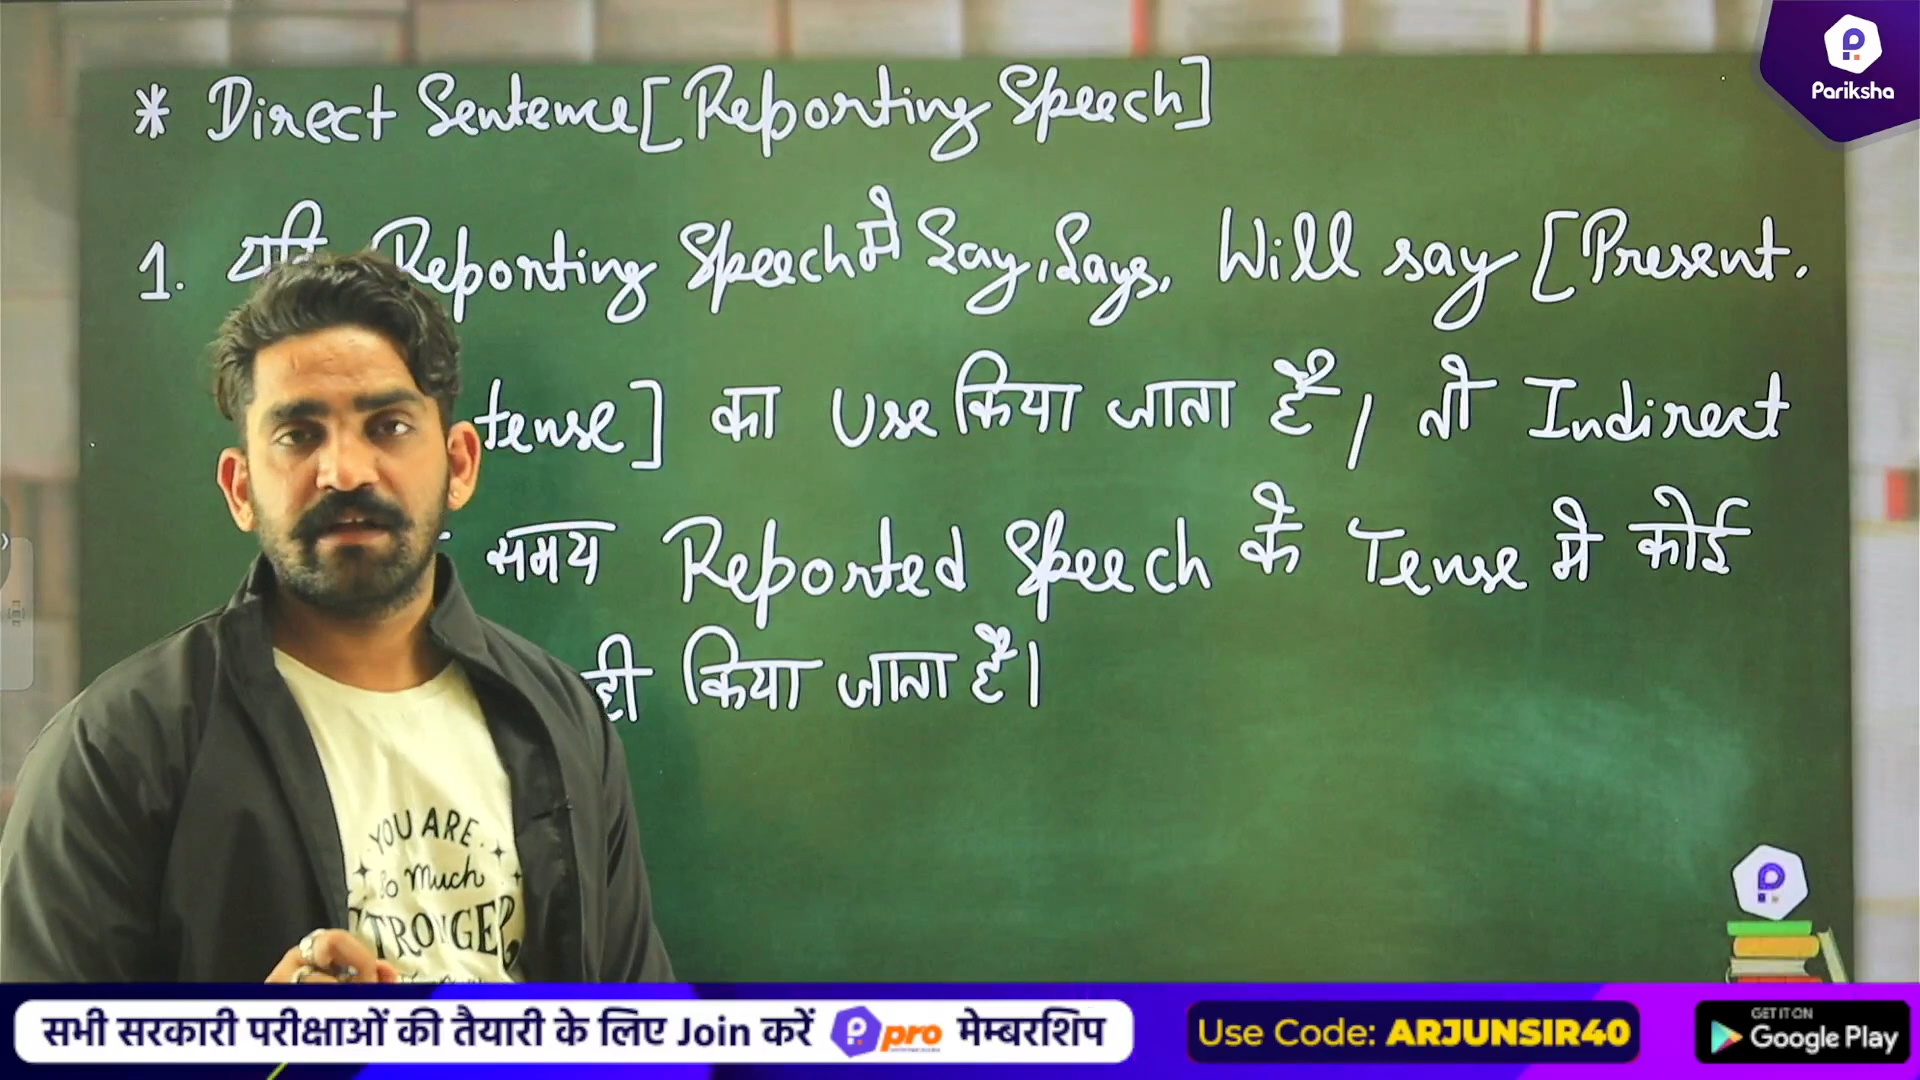 * Direct Sentence [Reporting Speech]
1. यदि Reporting Speech मे Say, Says, Will say [Present.
tense] का Use किया जाता है, तो Indirect
समय Reported Speech के Tense मे कोई
ही किया जाता है।
YOU ARE
So Much
STRONGER
Pariksha
सभी सरकारी परीक्षाओं की तैयारी के लिए Join करें pro मेम्बरशिप
Use Code: ARJUNSIR40
GET IT ON
Google Play